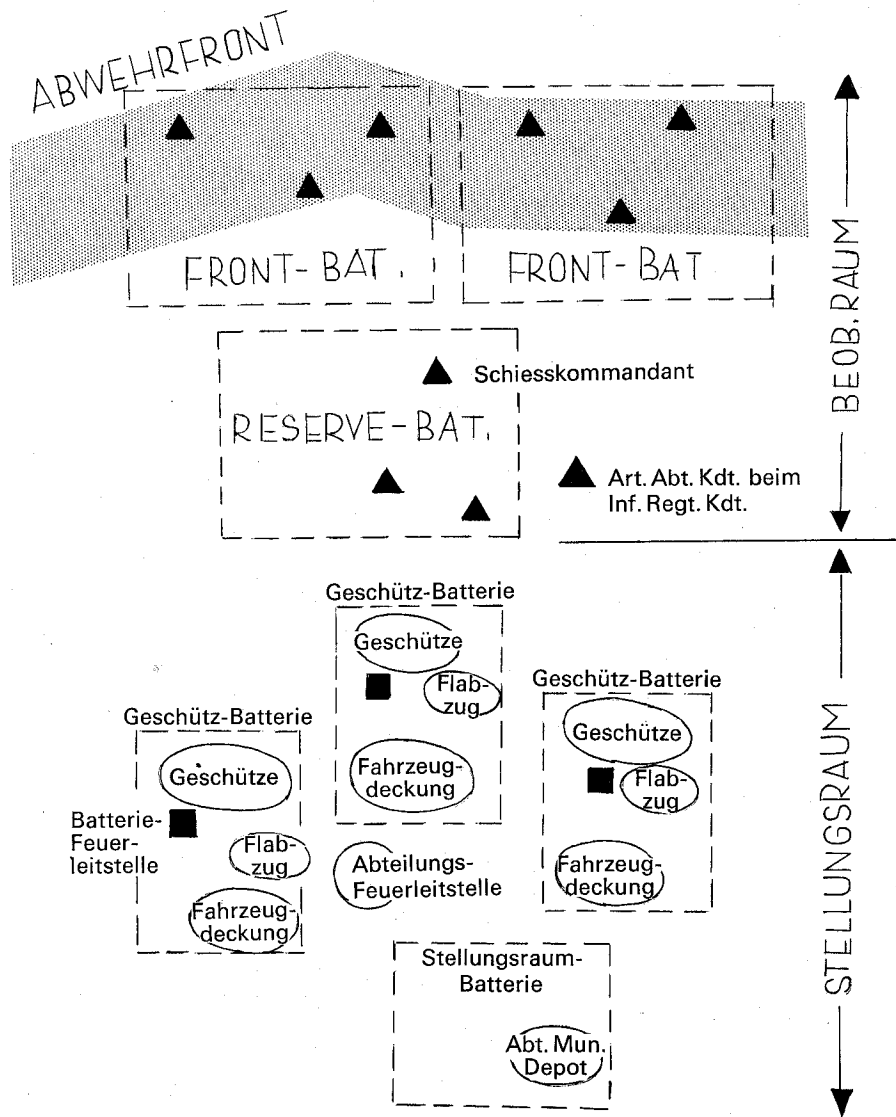 ABWEHRFRONT
FRONT-BAT.
FRONT-BAT
BEOB.RAUM
Schiesskommandant
RESERVE-BAT.
Art. Abt. Kdt. beim
Inf. Regt. Kdt.
Geschütz-Batterie
Geschütze
Flab-
zug
Fahrzeug-
deckung
Geschütz-Batterie
Geschütze
Flab-
zug
Fahrzeug-
deckung
Geschütz-Batterie
Geschütze
Batterie-
Feuer-
leitstelle
Flab-
zug
Fahrzeug-
deckung
Abteilungs-
Feuerleitstelle
STELLUNGSRAUM
Stellungsraum-
Batterie
Abt. Mun.
Depot